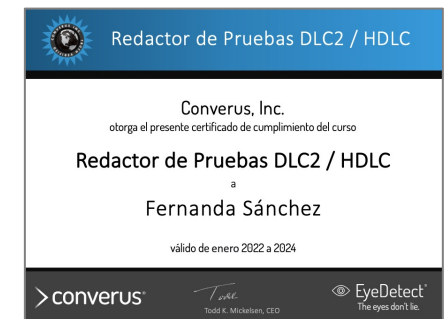 Redactor de Pruebas DLC2 / HDLC
Converus, Inc.
otorga el presente certificado de cumplimiento del curso
Redactor de Pruebas DLC2 / HDLC
a
Fernanda Sánchez
válido de enero 2022 a 2024
converus®
Todd
Todd K. Mickelsen, CEO
EyeDetect®
The eyes don't lie.